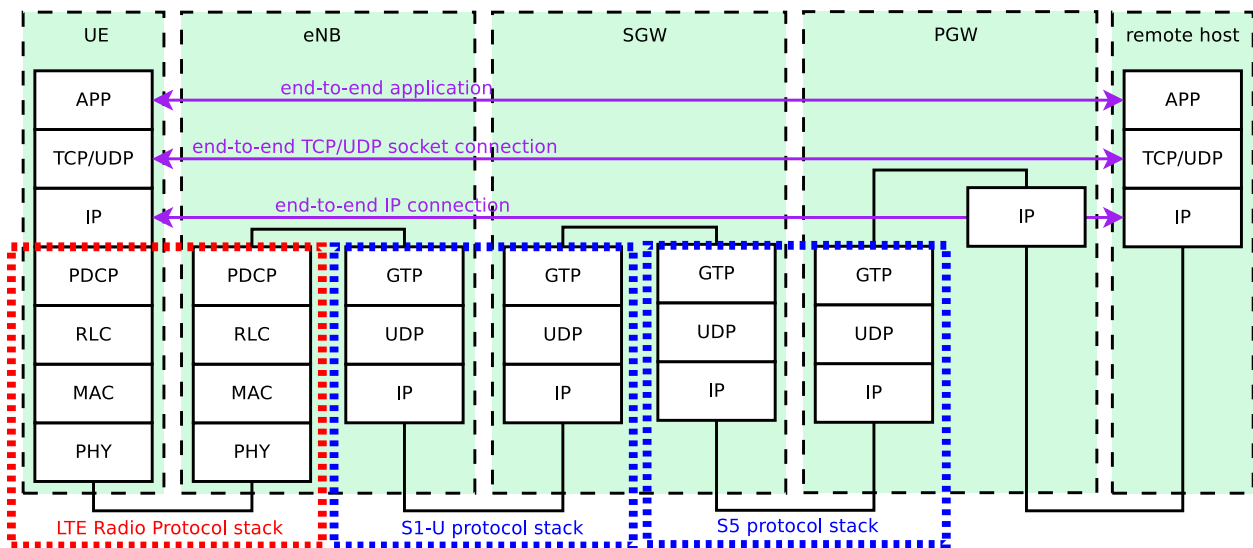 UE
eNB
SGW
PGW
remote host
APP
end-to-end application
APP
TCP/UDP
end-to-end TCP/UDP socket connection
TCP/UDP
IP
end-to-end IP connection
IP
IP
PDCP
PDCP
GTP
GTP
GTP
GTP
RLC
RLC
UDP
UDP
UDP
UDP
MAC
MAC
IP
IP
IP
IP
PHY
PHY
LTE Radio Protocol stack
S1-U protocol stack
S5 protocol stack